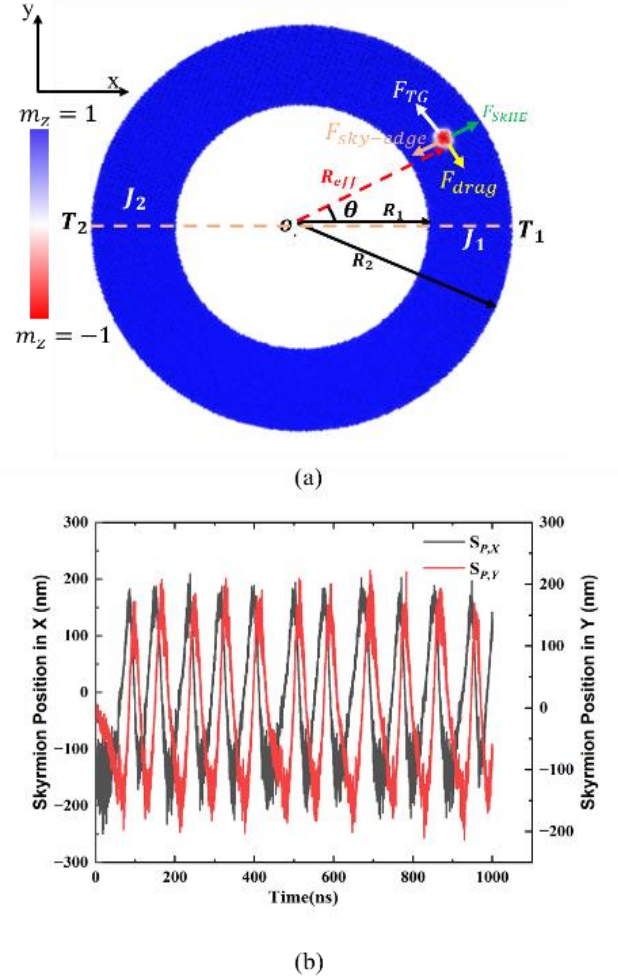 y
x
m_z = 1
m_z = −1
F_TG
F_SKHE
F_sky-edge
F_drag
R_eff
θ
J_2
R_1
T_2
O
J_1
T_1
R_2
(a)
300
200
100
0
−100
−200
−300
Skyrmion Position in X (nm)
S_P,X
S_P,Y
300
200
100
0
−100
−200
Skyrmion Position in Y (nm)
0 200 400 600 800 1000
Time(ns)
(b)